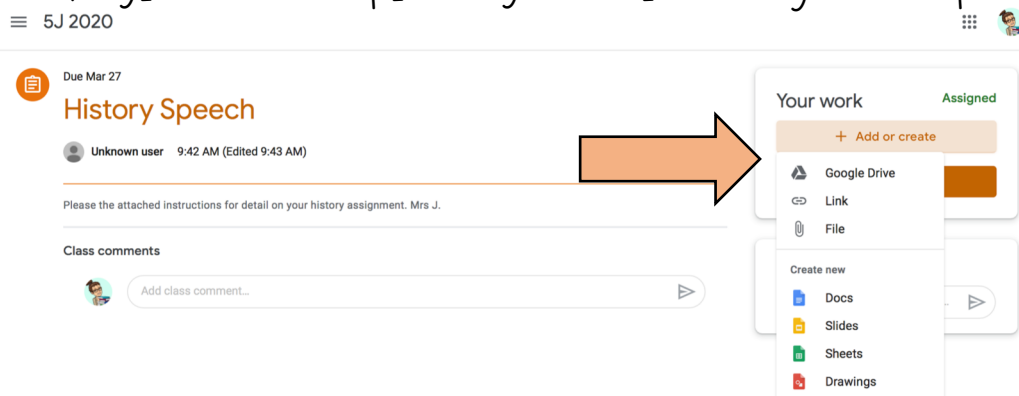 5J 2020
Due Mar 27
History Speech
Unknown user 9:42 AM (Edited 9:43 AM)
Please the attached instructions for detail on your history assignment. Mrs J.
Class comments
Add class comment...
Your work Assigned
+ Add or create
Google Drive
Link
File
Create new
Docs
Slides
Sheets
Drawings